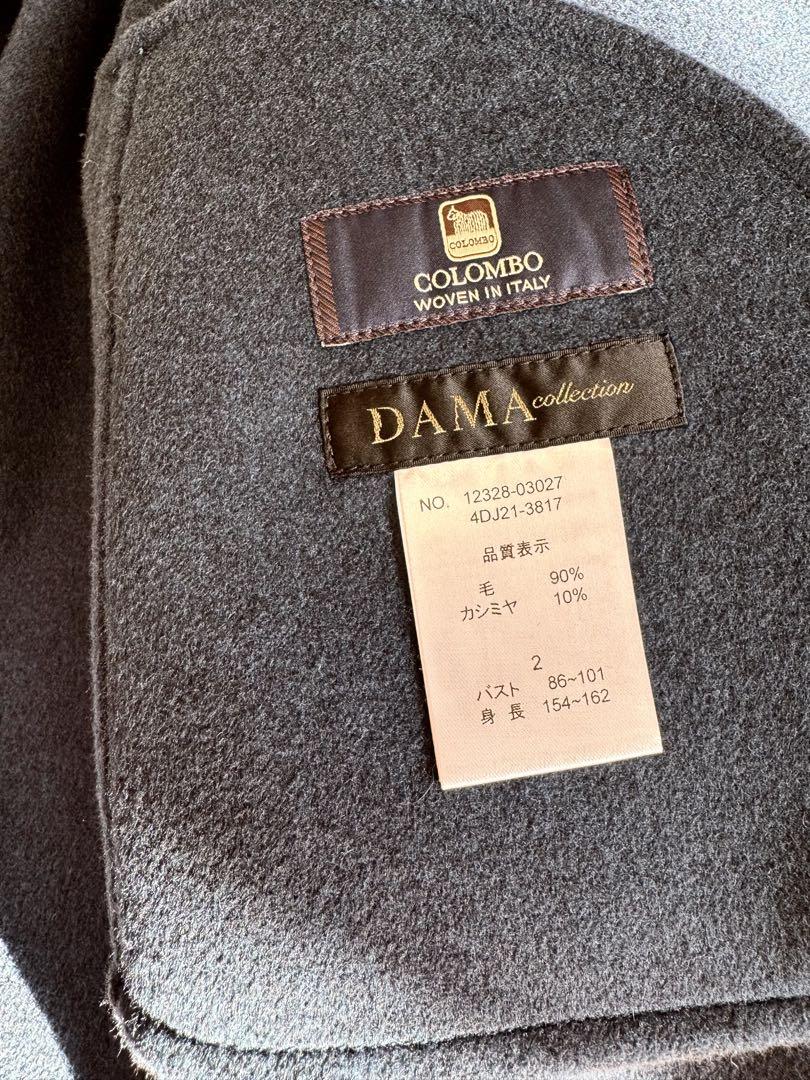 COLOMBO
COLOMBO
WOVEN IN ITALY
DAMA collection
NO. 12328-03027
4DJ21-3817
品質表示
毛 90%
カシミヤ 10%
2
バスト 86~101
身長 154~162